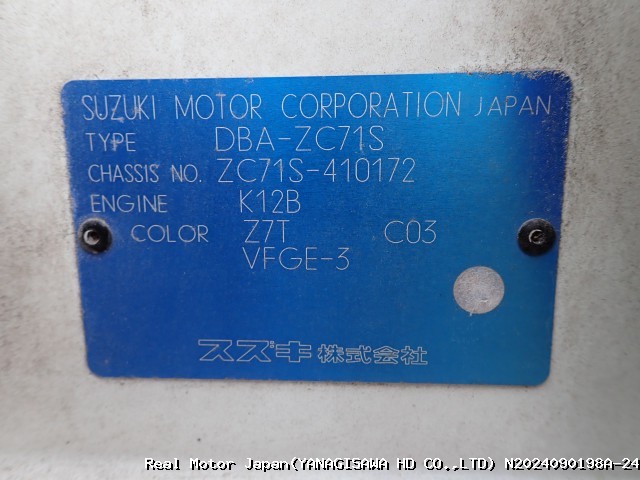 SUZUKI MOTOR CORPORATION JAPAN
TYPE DBA-ZC71S
CHASSIS NO. ZC71S-410172
ENGINE K12B
COLOR Z7T C03
VFGE-3
スズキ株式会社
Real Motor Japan(YANAGISAWA HD CO.,LTD) N2024090198A-24